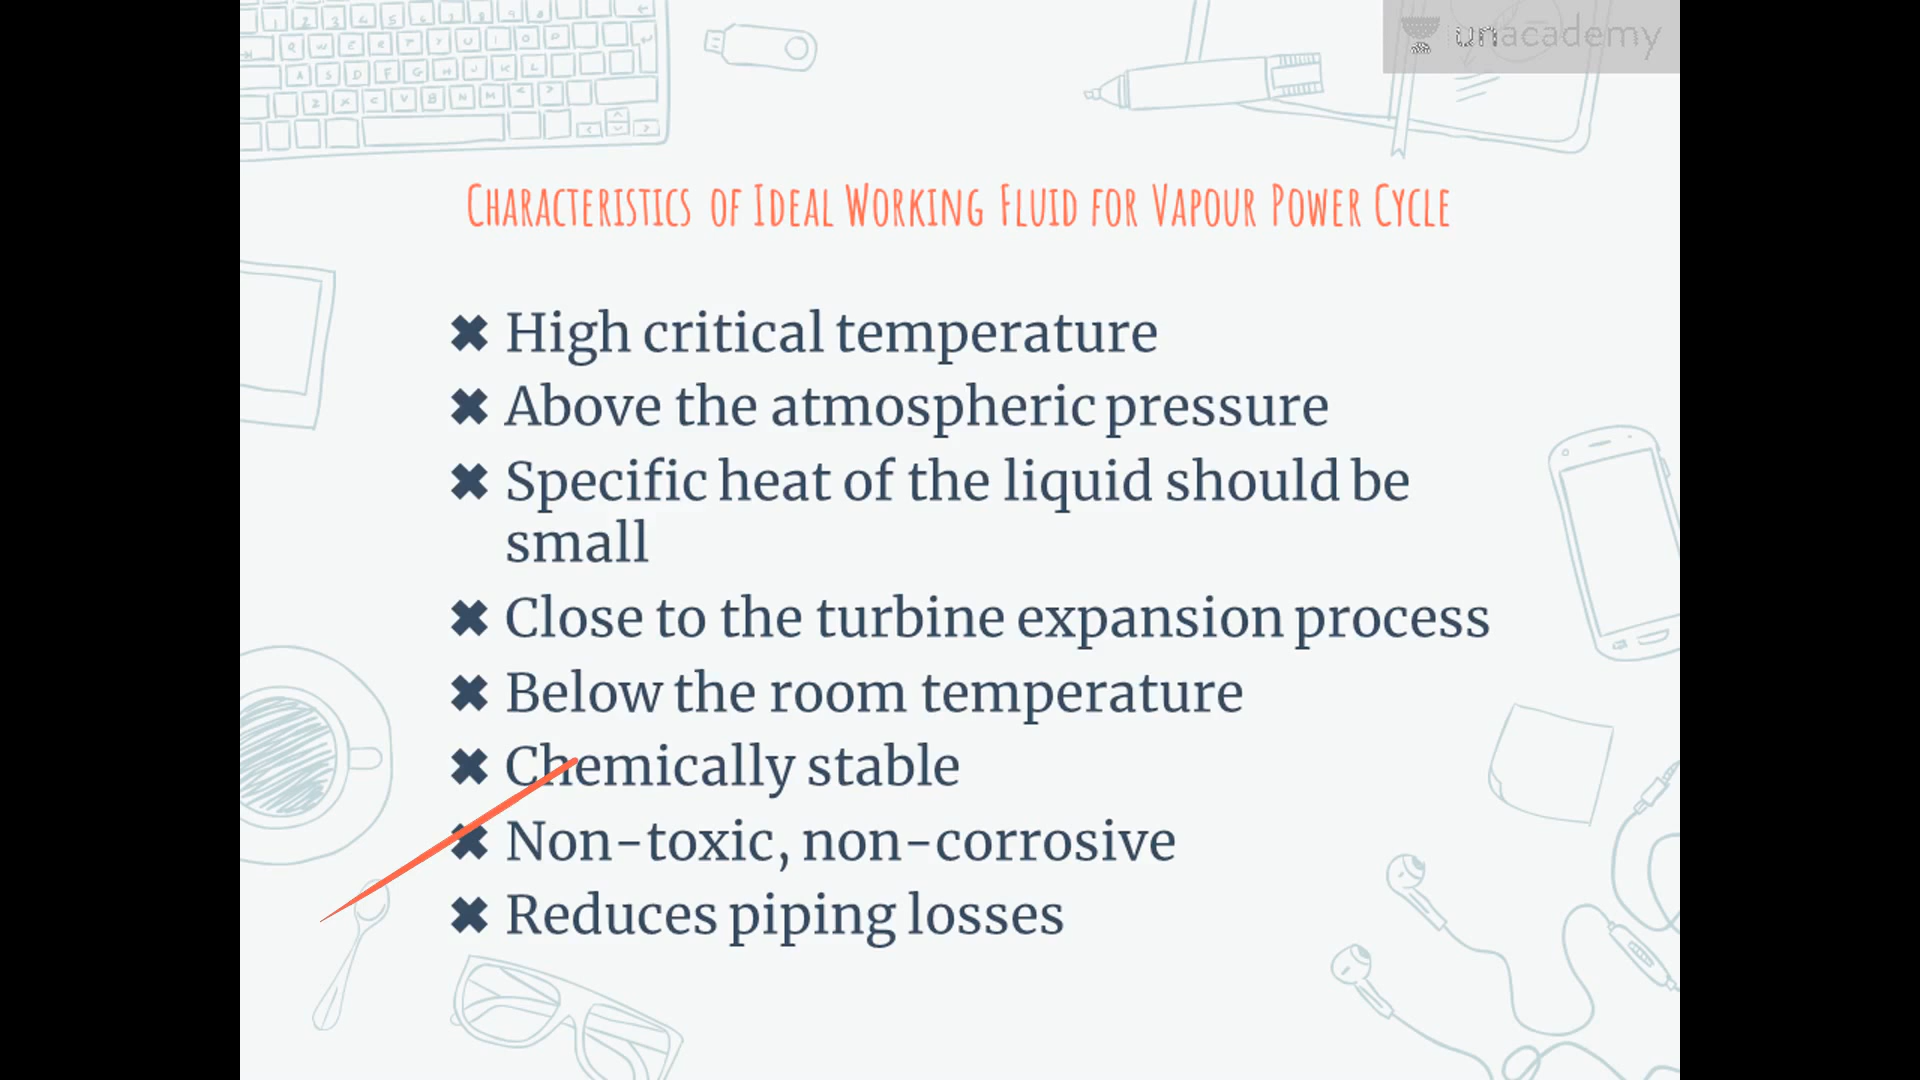 unacademy
Characteristics of Ideal Working Fluid for Vapour Power Cycle
✖ High critical temperature
✖ Above the atmospheric pressure
✖ Specific heat of the liquid should be
small
✖ Close to the turbine expansion process
✖ Below the room temperature
✖ Chemically stable
✖ Non-toxic, non-corrosive
✖ Reduces piping losses